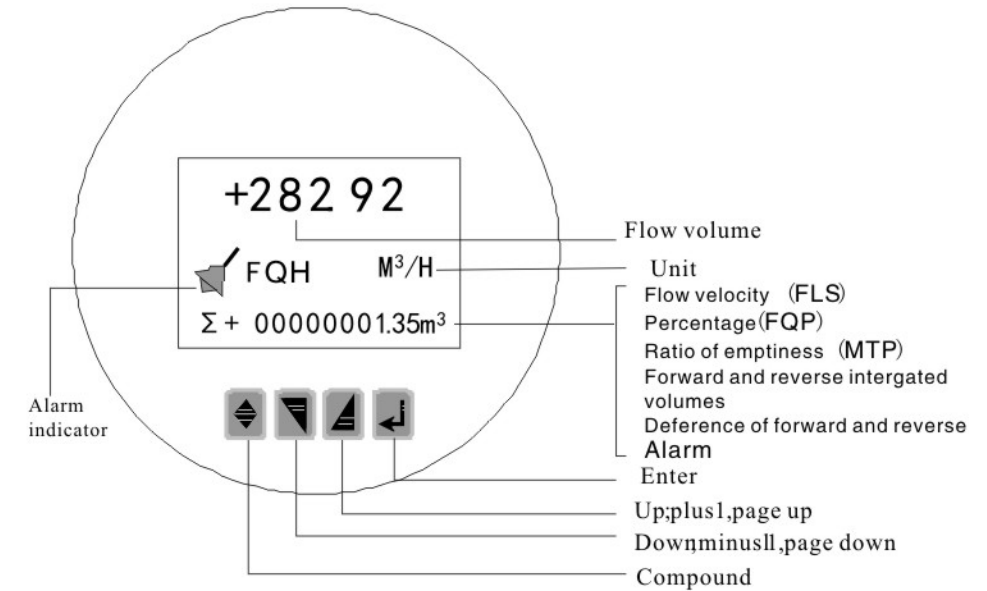 +282 92
FQH M³/H
Σ+ 000000001.35m³
Alarm
indicator
Flow volume
Unit
Flow velocity (FLS)
Percentage(FQP)
Ratio of emptiness (MTP)
Forward and reverse intergated
volumes
Deference of forward and reverse
Alarm
Enter
Up;plus1,page up
Down,minus1,page down
Compound